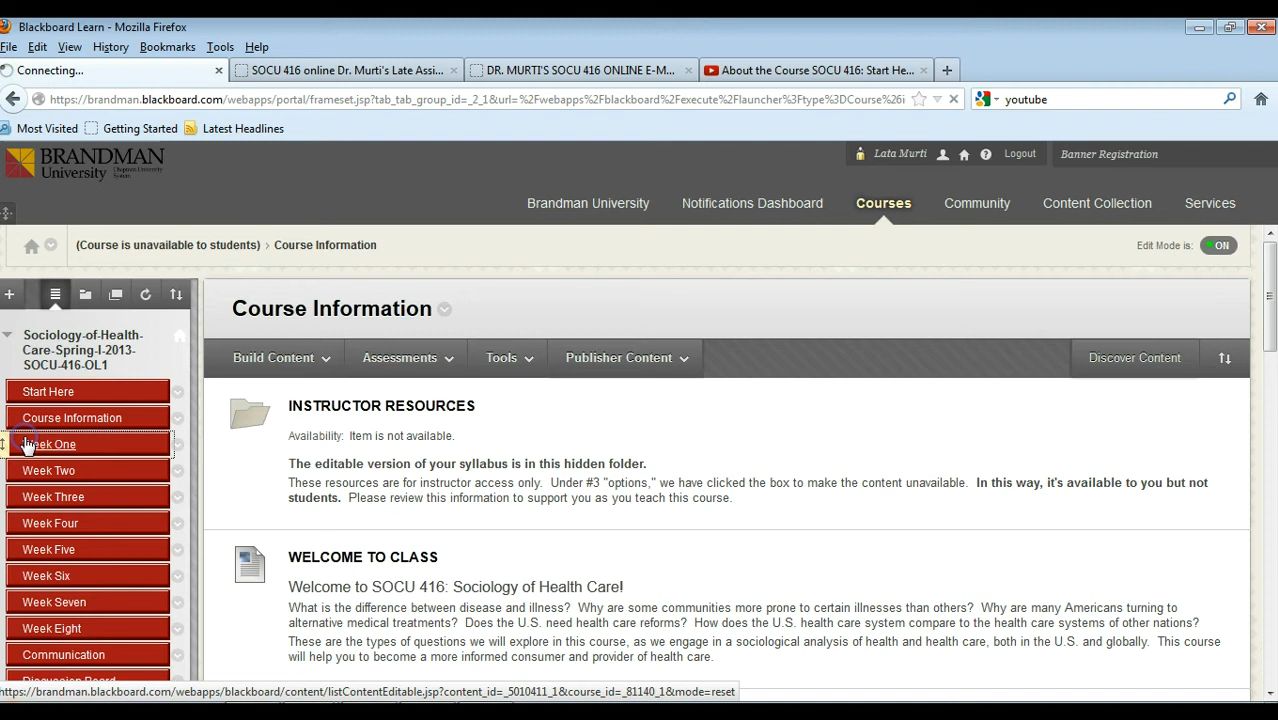 Blackboard Learn - Mozilla Firefox
File Edit View History Bookmarks Tools Help
Connecting...
SOCU 416 online Dr. Murti's Late Assi...
DR. MURTI'S SOCU 416 ONLINE E-M...
About the Course SOCU 416: Start He...
https://brandman.blackboard.com/webapps/portal/frameset.jsp?tab_tab_group_id=_2_1&url=%2Fwebapps%2Fblackboard%2Fexecute%2Flauncher%3Ftype%3DCourse%26i
youtube
Most Visited Getting Started Latest Headlines
BRANDMAN
University
Lata Murti Logout Banner Registration
Brandman University Notifications Dashboard Courses Community Content Collection Services
(Course is unavailable to students) > Course Information
Edit Mode is: ON
Sociology-of-Health-
Care-Spring-I-2013-
SOCU-416-OL1
Start Here
Course Information
Week One
Week Two
Week Three
Week Four
Week Five
Week Six
Week Seven
Week Eight
Communication
Discussion Board
Course Information
Build Content Assessments Tools Publisher Content Discover Content
INSTRUCTOR RESOURCES
Availability: Item is not available.
The editable version of your syllabus is in this hidden folder.
These resources are for instructor access only. Under #3 "options," we have clicked the box to make the content unavailable. In this way, it's available to you but not
students. Please review this information to support you as you teach this course.
WELCOME TO CLASS
Welcome to SOCU 416: Sociology of Health Care!
What is the difference between disease and illness? Why are some communities more prone to certain illnesses than others? Why are many Americans turning to
alternative medical treatments? Does the U.S. need health care reforms? How does the U.S. health care system compare to the health care systems of other nations?
These are the types of questions we will explore in this course, as we engage in a sociological analysis of health and health care, both in the U.S. and globally. This course
will help you to become a more informed consumer and provider of health care.
https://brandman.blackboard.com/webapps/blackboard/content/listContentEditable.jsp?content_id=_5010411_1&course_id=_81140_1&mode=reset